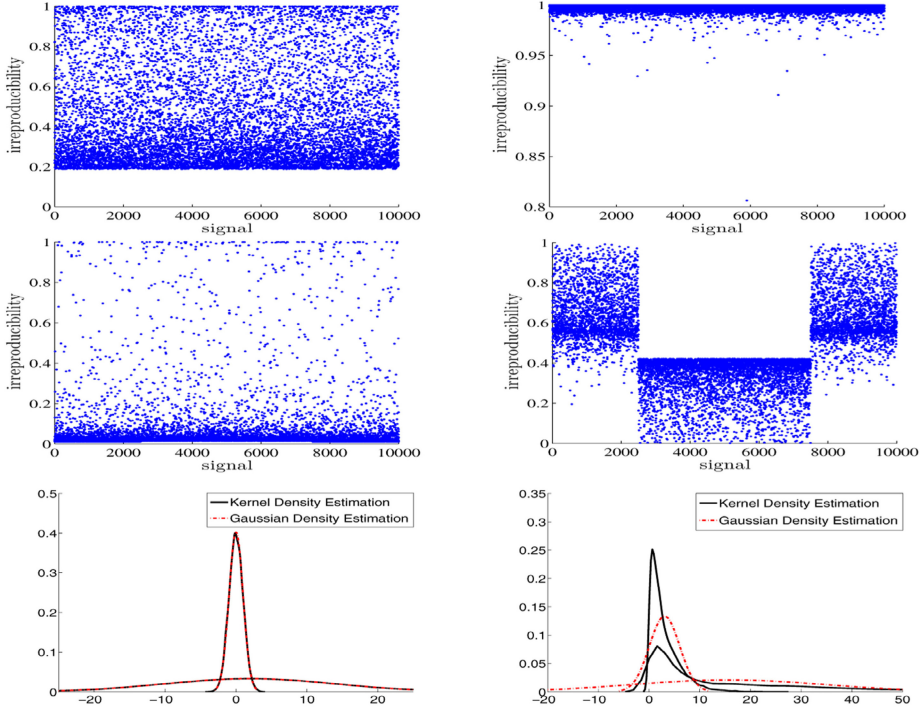 1
0.8
0.6
0.4
0.2
0
0 2000 4000 6000 8000 10000
signal
irreproducibility
1
0.95
0.9
0.85
0.8
0 2000 4000 6000 8000 10000
signal
irreproducibility
1
0.8
0.6
0.4
0.2
0
0 2000 4000 6000 8000 10000
signal
irreproducibility
1
0.8
0.6
0.4
0.2
0
0 2000 4000 6000 8000 10000
signal
irreproducibility
0.5
0.4
0.3
0.2
0.1
0
−20 −10 0 10 20
Kernel Density Estimation
Gaussian Density Estimation
0.35
0.3
0.25
0.2
0.15
0.1
0.05
0
−20 −10 0 10 20 30 40 50
Kernel Density Estimation
Gaussian Density Estimation